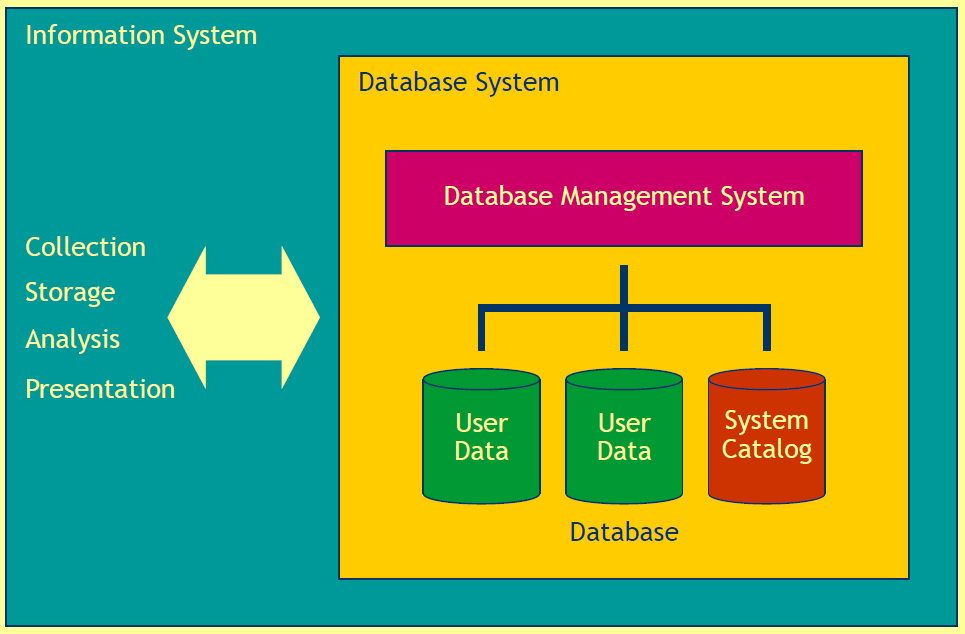 Information System
Database System
Database Management System
Collection
Storage
Analysis
Presentation
User
Data
User
Data
System
Catalog
Database